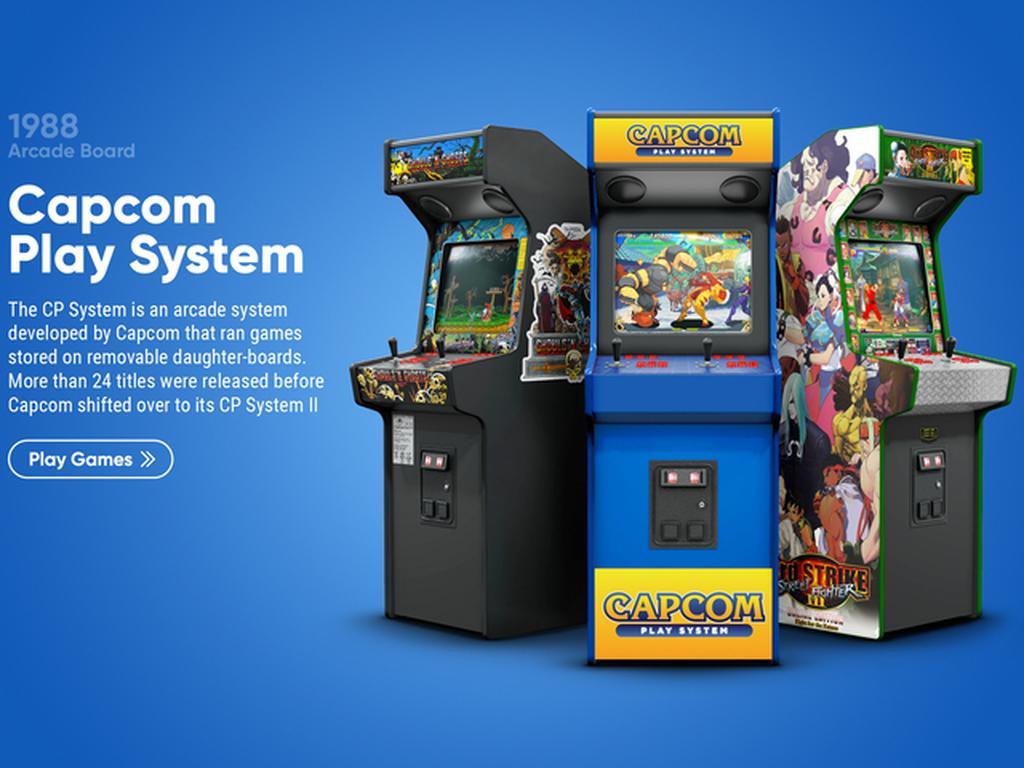 1988
Arcade Board
Capcom
Play System
The CP System is an arcade system
developed by Capcom that ran games
stored on removable daughter-boards.
More than 24 titles were released before
Capcom shifted over to its CP System II
Play Games
CAPCOM
PLAY SYSTEM
CAPCOM
PLAY SYSTEM
STRIKE
STREET FIGHTER
III